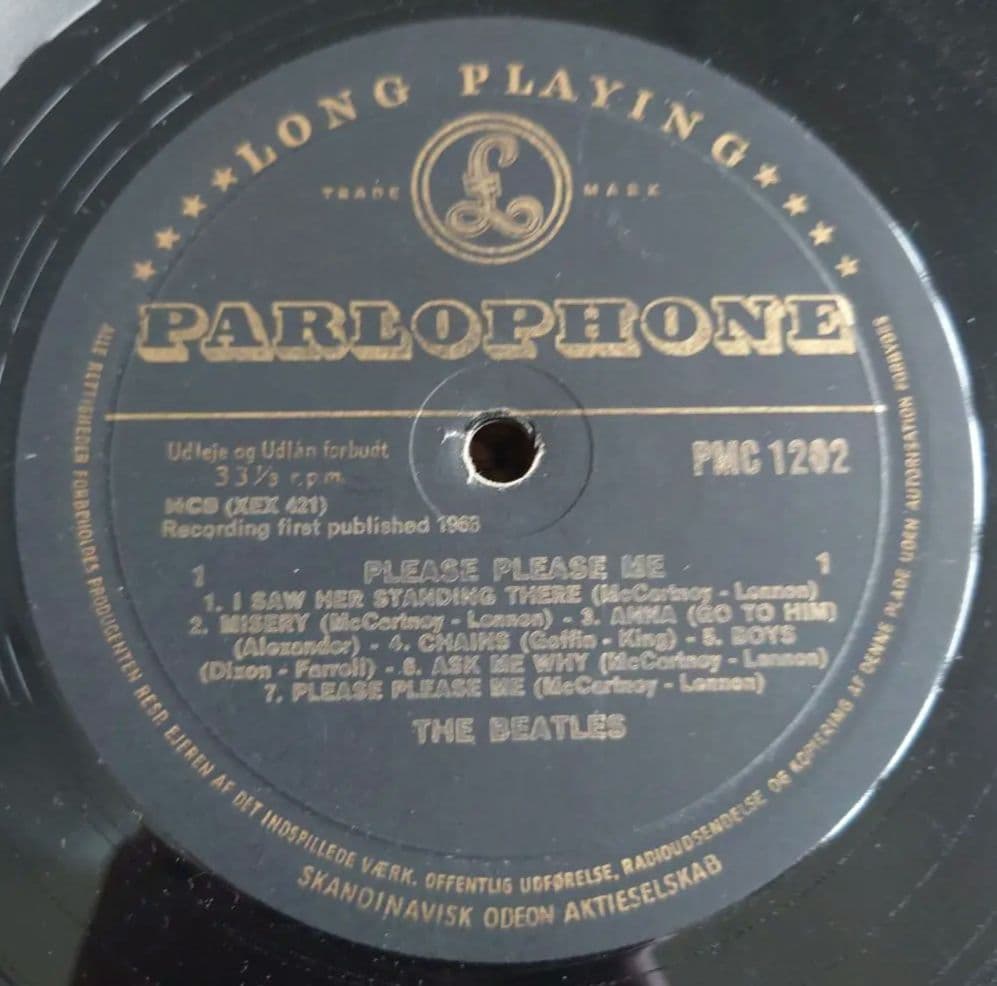 ★★★★LONG PLAYING★★★★
TRADE £ MARK
PARLOPHONE
Udleje og Udlån forbudt
33⅓ r.p.m.
PMC 1202
NCB (XEX 421)
Recording first published 1963
1 PLEASE PLEASE ME 1
1. I SAW HER STANDING THERE (McCartney - Lennon)
2. MISERY (McCartney - Lennon) - 3. ANNA (GO TO HIM)
(Alexander) - 4. CHAINS (Goffin - King) - 5. BOYS
(Dixon - Farrell) - 6. ASK ME WHY (McCartney - Lennon)
7. PLEASE PLEASE ME (McCartney - Lennon)
THE BEATLES
ALLE RETTIGHEDER FORBEHOLDES PRODUCENTEN RESP. EJEREN AF DET INDSPILLEDE VÆRK. OFFENTLIG UDFØRELSE, RADIOUDSENDELSE OG KOPIERING AF DENNE PLADE UDEN AUTORISATION FORBYDES
SKANDINAVISK ODEON AKTIESELSKAB